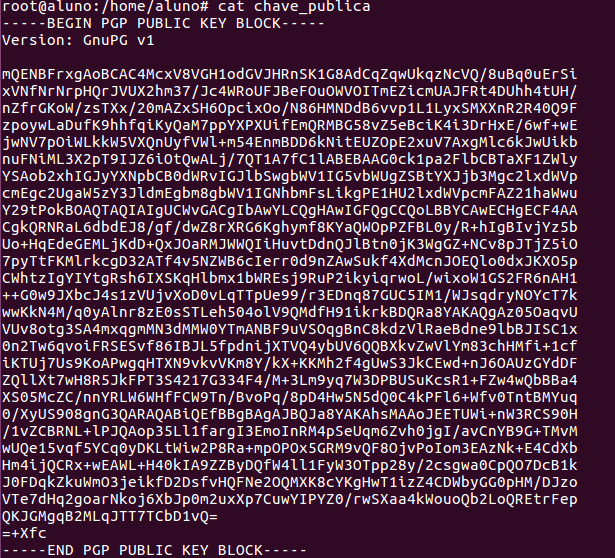 root@aluno:/home/aluno# cat chave_publica
-----BEGIN PGP PUBLIC KEY BLOCK-----
Version: GnuPG v1

mQENBFrxgAoBCAC4McxV8VGH1odGVJHRnSK1G8AdCqZqwUkqzNcVQ/8uBq0uErSi
xVNfNrNrpHQrJVUX2hm37/Jc4WRoUFJBeFOuOWVOITmEZicmUAJFRt4DUhh4tUH/
nZfrGKoW/zsTXx/20mAZxSH6OpcixOo/N86HMNDdB6vvp1L1LyxSMXXnR2R40Q9F
zpoywLaDufK9hhfqiKyQaM7ppYXPXUifEmQRMBG58vZ5eBciK4i3DrHxE/6wf+wE
jwNV7pOiWLkkW5VXQnUyfVWl+m54EnmBDD6kNitEUZOpE2xuV7AxgMlc6kJwUikb
nuFNiML3X2pT9IJZ6iOtQwALj/7QT1A7fC1lABEBAAG0ck1pa2FlbCBTaXF1ZWly
YSAob2xhIGJyYXNpbCB0dWRvIGJlbSwgbWV1IG5vbWUgZSBtYXJjb3Mgc2lxdWVp
cmEgc2UgaW5zY3JldmEgbm8gbWV1IGNhbmFsLikgPE1HU2lxdWVpcmFAZ21haWwu
Y29tPokBOAQTAQIAIgUCWvGACgIbAwYLCQgHAwIGFQgCCQoLBBYCAwECHgECF4AA
CgkQRNRaL6dbdEJ8/gf/dwZ8rXRG6Kghymf8KYaQWOpPZFBL0y/R+hIgBIvjYz5b
Uo+HqEdeGEMLjKdD+QxJOaRMJWWQIiHuvtDdnQJlBtn0jK3WgGZ+NCv8pJTjZ5iO
7pyTtFKMlrkcgD32ATf4v5NZWB6cIerr0d9nZAwSukf4XdMcnJOEQlo0dxJKXO5p
CWhtzIgYIYtgRsh6IXSKqHlbmx1bWREsj9RuP2ikyiqrwoL/wixoW1GS2FR6nAH1
++G0w9JXbcJ4s1zVUjvXoD0vLqTTpUe99/r3EDnq87GUC5IM1/WJsqdryNOYcT7k
wwKkN4M/q0yAlnr8zE0sSTLeh504olV9QMdfH91ikrkBDQRa8YAKAQgAz05OaqvU
VUv8otg3SA4mxqgmMN3dMMW0YTmANBF9uVSOqgBnC8kdzVlRaeBdne9lbBJISC1x
0n2Tw6qvoiFRSESvf86IBJL5fpdnijXTVQ4ybUV6QQBXkvZwVlYm83chHMfi+1cf
iKTUj7Us9KoAPwgqHTXN9vkvVKm8Y/kX+KKMh2f4gUwS3JkCEwd+nJ6OAUzGYdDF
ZQllXt7wH8R5JkFPT3S4217G334F4/M+3Lm9yq7W3DPBUSuKcsR1+FZw4wQbBBa4
XS05McZC/nnYRLW6WHfFCW9Tn/BvoPq/8pD4Hw5N5dQ0C4kPFl6+Wfv0TntBMYuq
0/XyUS908gnG3QARAQABiQEfBBgBAgAJBQJa8YAKAhsMAAoJEETUWi+nW3RCS90H
/1vZCBRNL+lPJQAop35Ll1fargI3EmoInRM4pSeUqm6Zvh0jgI/avCnYB9G+TMvM
wUQe15vqf5YCq0yDKLtWiw2P8Ra+mpOPOx5GRM9vQF8OjvPoIom3EAzNk+E4CdXb
Hm4ijQCRx+wEAWL+H40kIA9ZZByDQfW4ll1FyW3OTpp28y/2csgwa0CpQO7DcB1k
J0FDqkZkuWmO3jeikfD2DsfvHQFNe2OQMXK8cYKgHwT1izZ4CDWbyGG0pHM/DJzo
VTe7dHq2goarNkoj6XbJp0m2uxXp7CuwYIPYZ0/rwSXaa4kWouoQb2LoQREtrFep
QKJGMgqB2MLqJTT7TCbD1vQ=
=+Xfc
-----END PGP PUBLIC KEY BLOCK-----